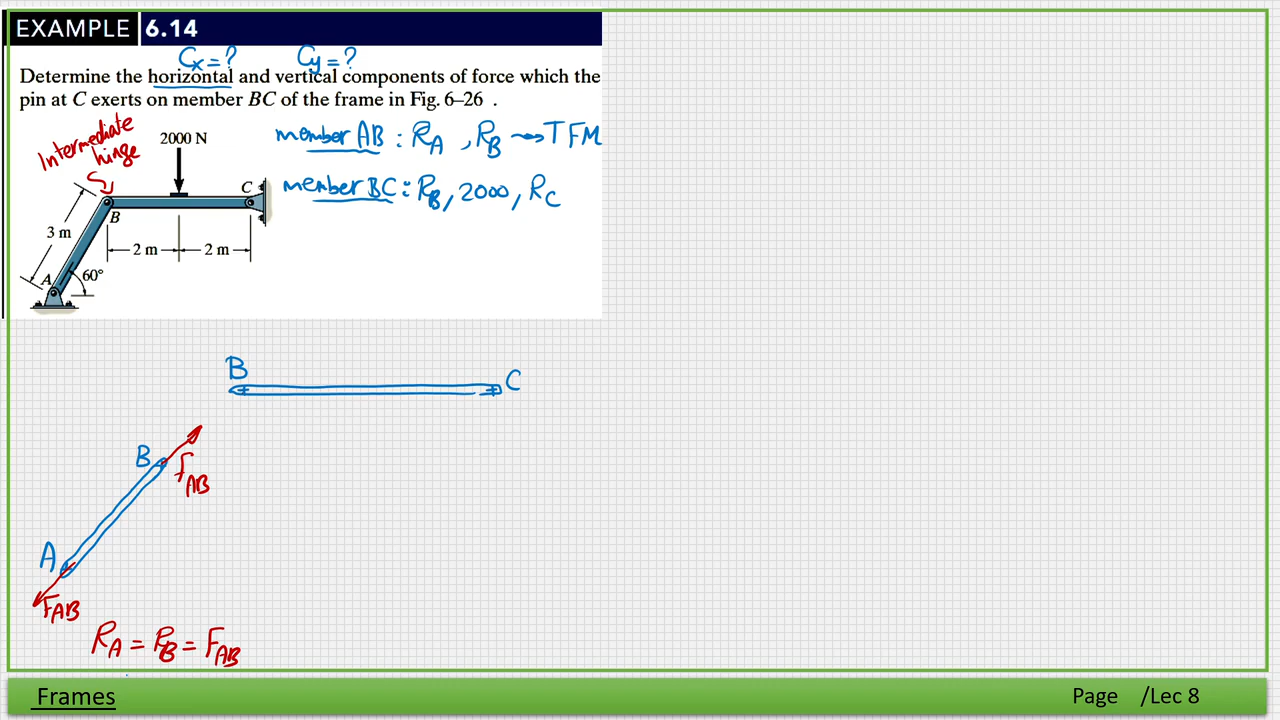 EXAMPLE 6.14
Cx=? Cy=?
Determine the horizontal and vertical components of force which the
pin at C exerts on member BC of the frame in Fig. 6–26 .
Intermediate
hinge
2000 N
member AB : RA , RB → TFM
member BC : RB, 2000, RC
C
B
3 m
2 m
2 m
A
60°
B
C
B
FAB
A
FAB
RA = RB = FAB
Frames
Page /Lec 8